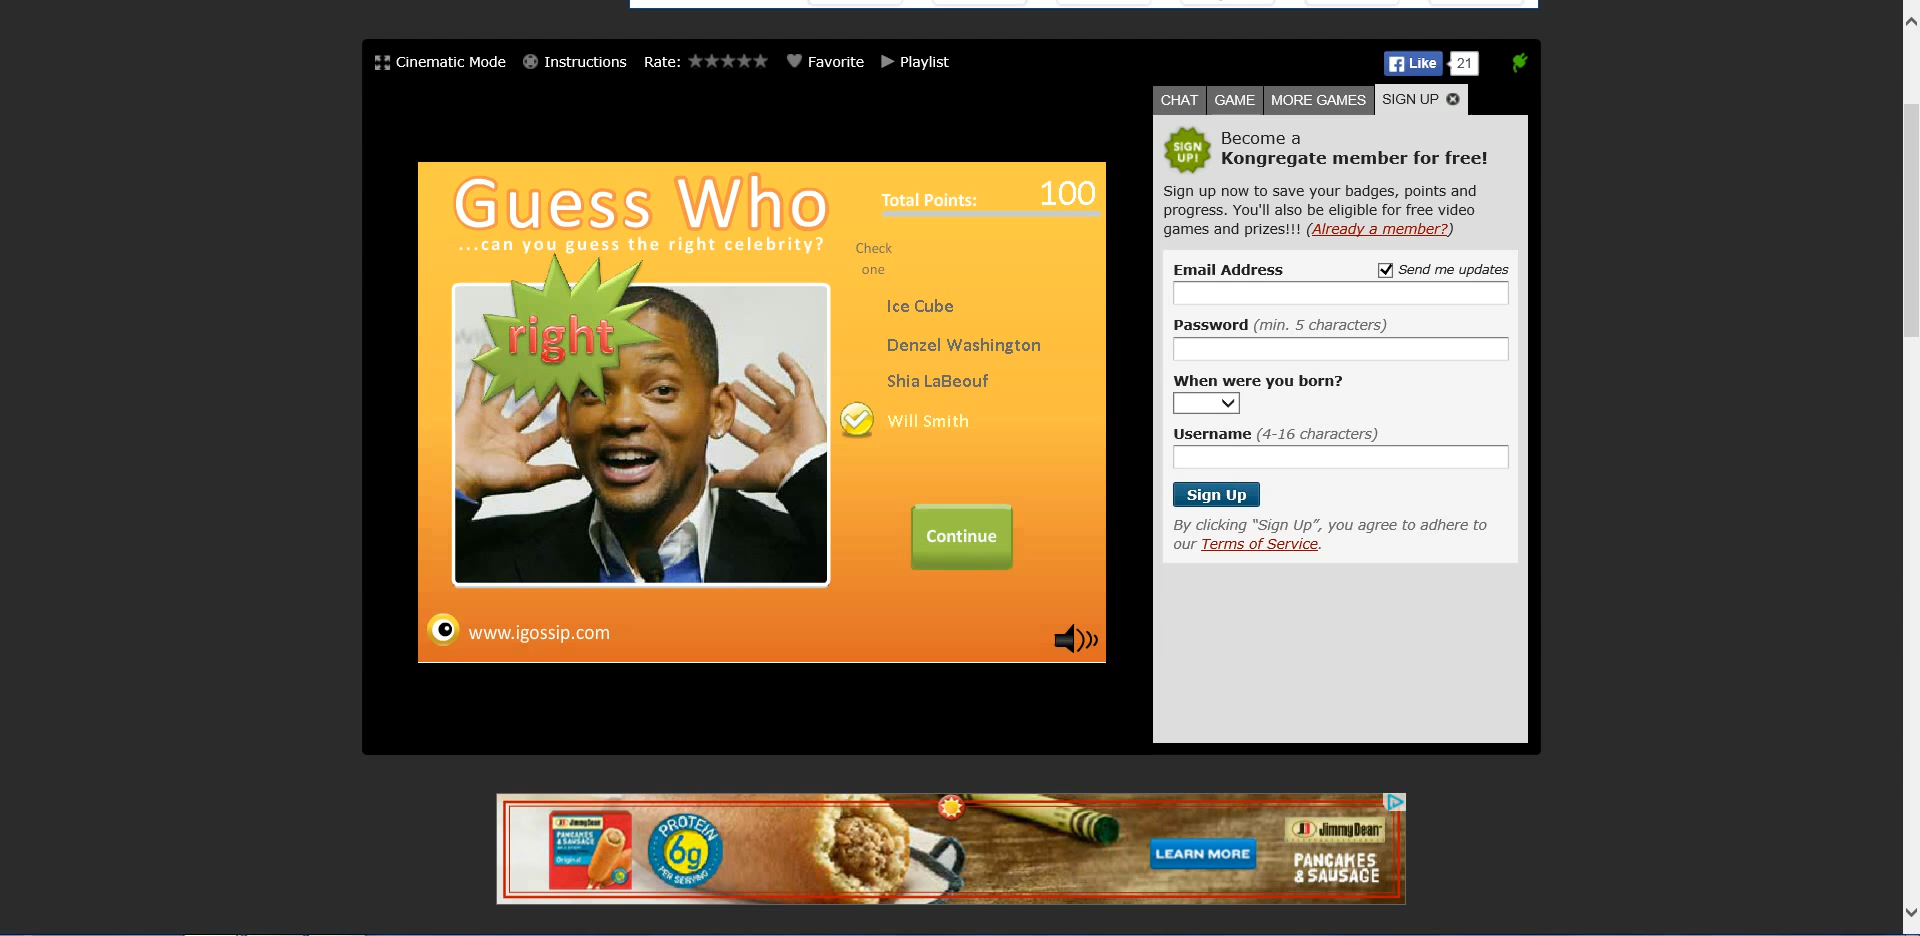 Cinematic Mode Instructions Rate: Favorite Playlist
Like 21
CHAT GAME MORE GAMES SIGN UP
Guess Who
...can you guess the right celebrity?
right
Total Points: 100
Check
one
Ice Cube
Denzel Washington
Shia LaBeouf
Will Smith
Continue
www.igossip.com
SIGN
UP!
Become a
Kongregate member for free!
Sign up now to save your badges, points and
progress. You'll also be eligible for free video
games and prizes!!! (Already a member?)
Email Address Send me updates
Password (min. 5 characters)
When were you born?
Username (4-16 characters)
Sign Up
By clicking “Sign Up”, you agree to adhere to
our Terms of Service.
Jimmy Dean
PANCAKES
& SAUSAGE
Original
PROTEIN
6g
PER SERVING
LEARN MORE
Jimmy Dean
PANCAKES
& SAUSAGE